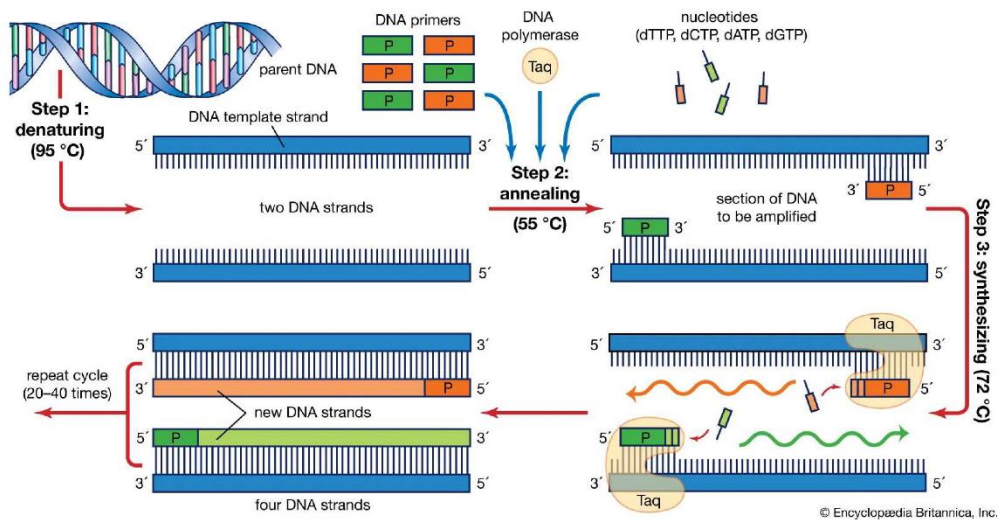 DNA primers
P P
P P
P P
DNA
polymerase
Taq
nucleotides
(dTTP, dCTP, dATP, dGTP)
parent DNA
Step 1:
denaturing
(95 °C)
DNA template strand
5´ 3´
two DNA strands
3´ 5´
Step 2:
annealing
(55 °C)
5´ 3´
3´ P 5´
section of DNA
to be amplified
5´ P 3´
3´ 5´
Step 3: synthesizing (72 °C)
Taq
5´ 3´
P 5´
5´ P
3´ 5´
Taq
5´ 3´
3´ P 5´
new DNA strands
5´ P 3´
3´ 5´
four DNA strands
repeat cycle
(20–40 times)
© Encyclopædia Britannica, Inc.